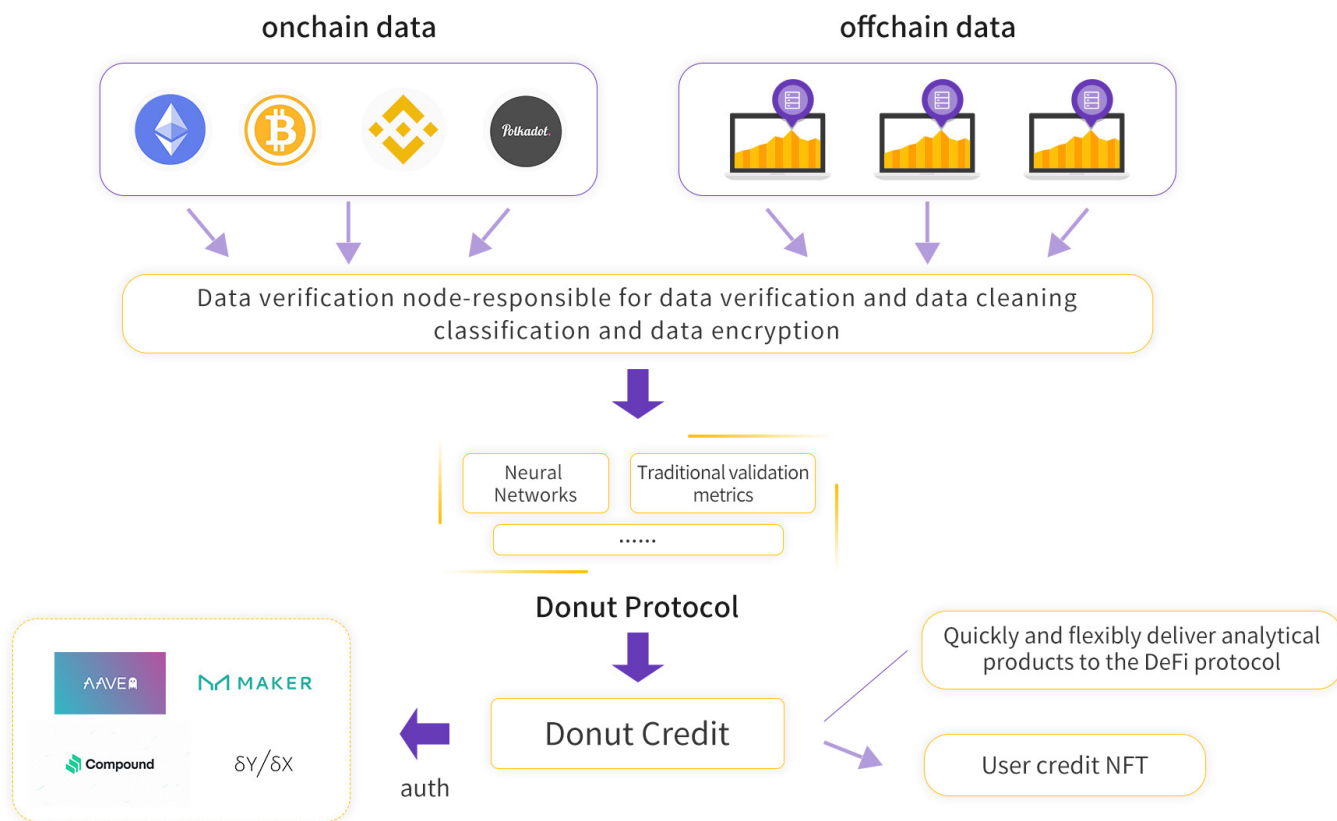 onchain data
offchain data
Polkadot.
Data verification node-responsible for data verification and data cleaning
classification and data encryption
Neural
Networks
Traditional validation
metrics
......
Donut Protocol
AAVE
MAKER
Compound
δY/δX
auth
Donut Credit
Quickly and flexibly deliver analytical
products to the DeFi protocol
User credit NFT